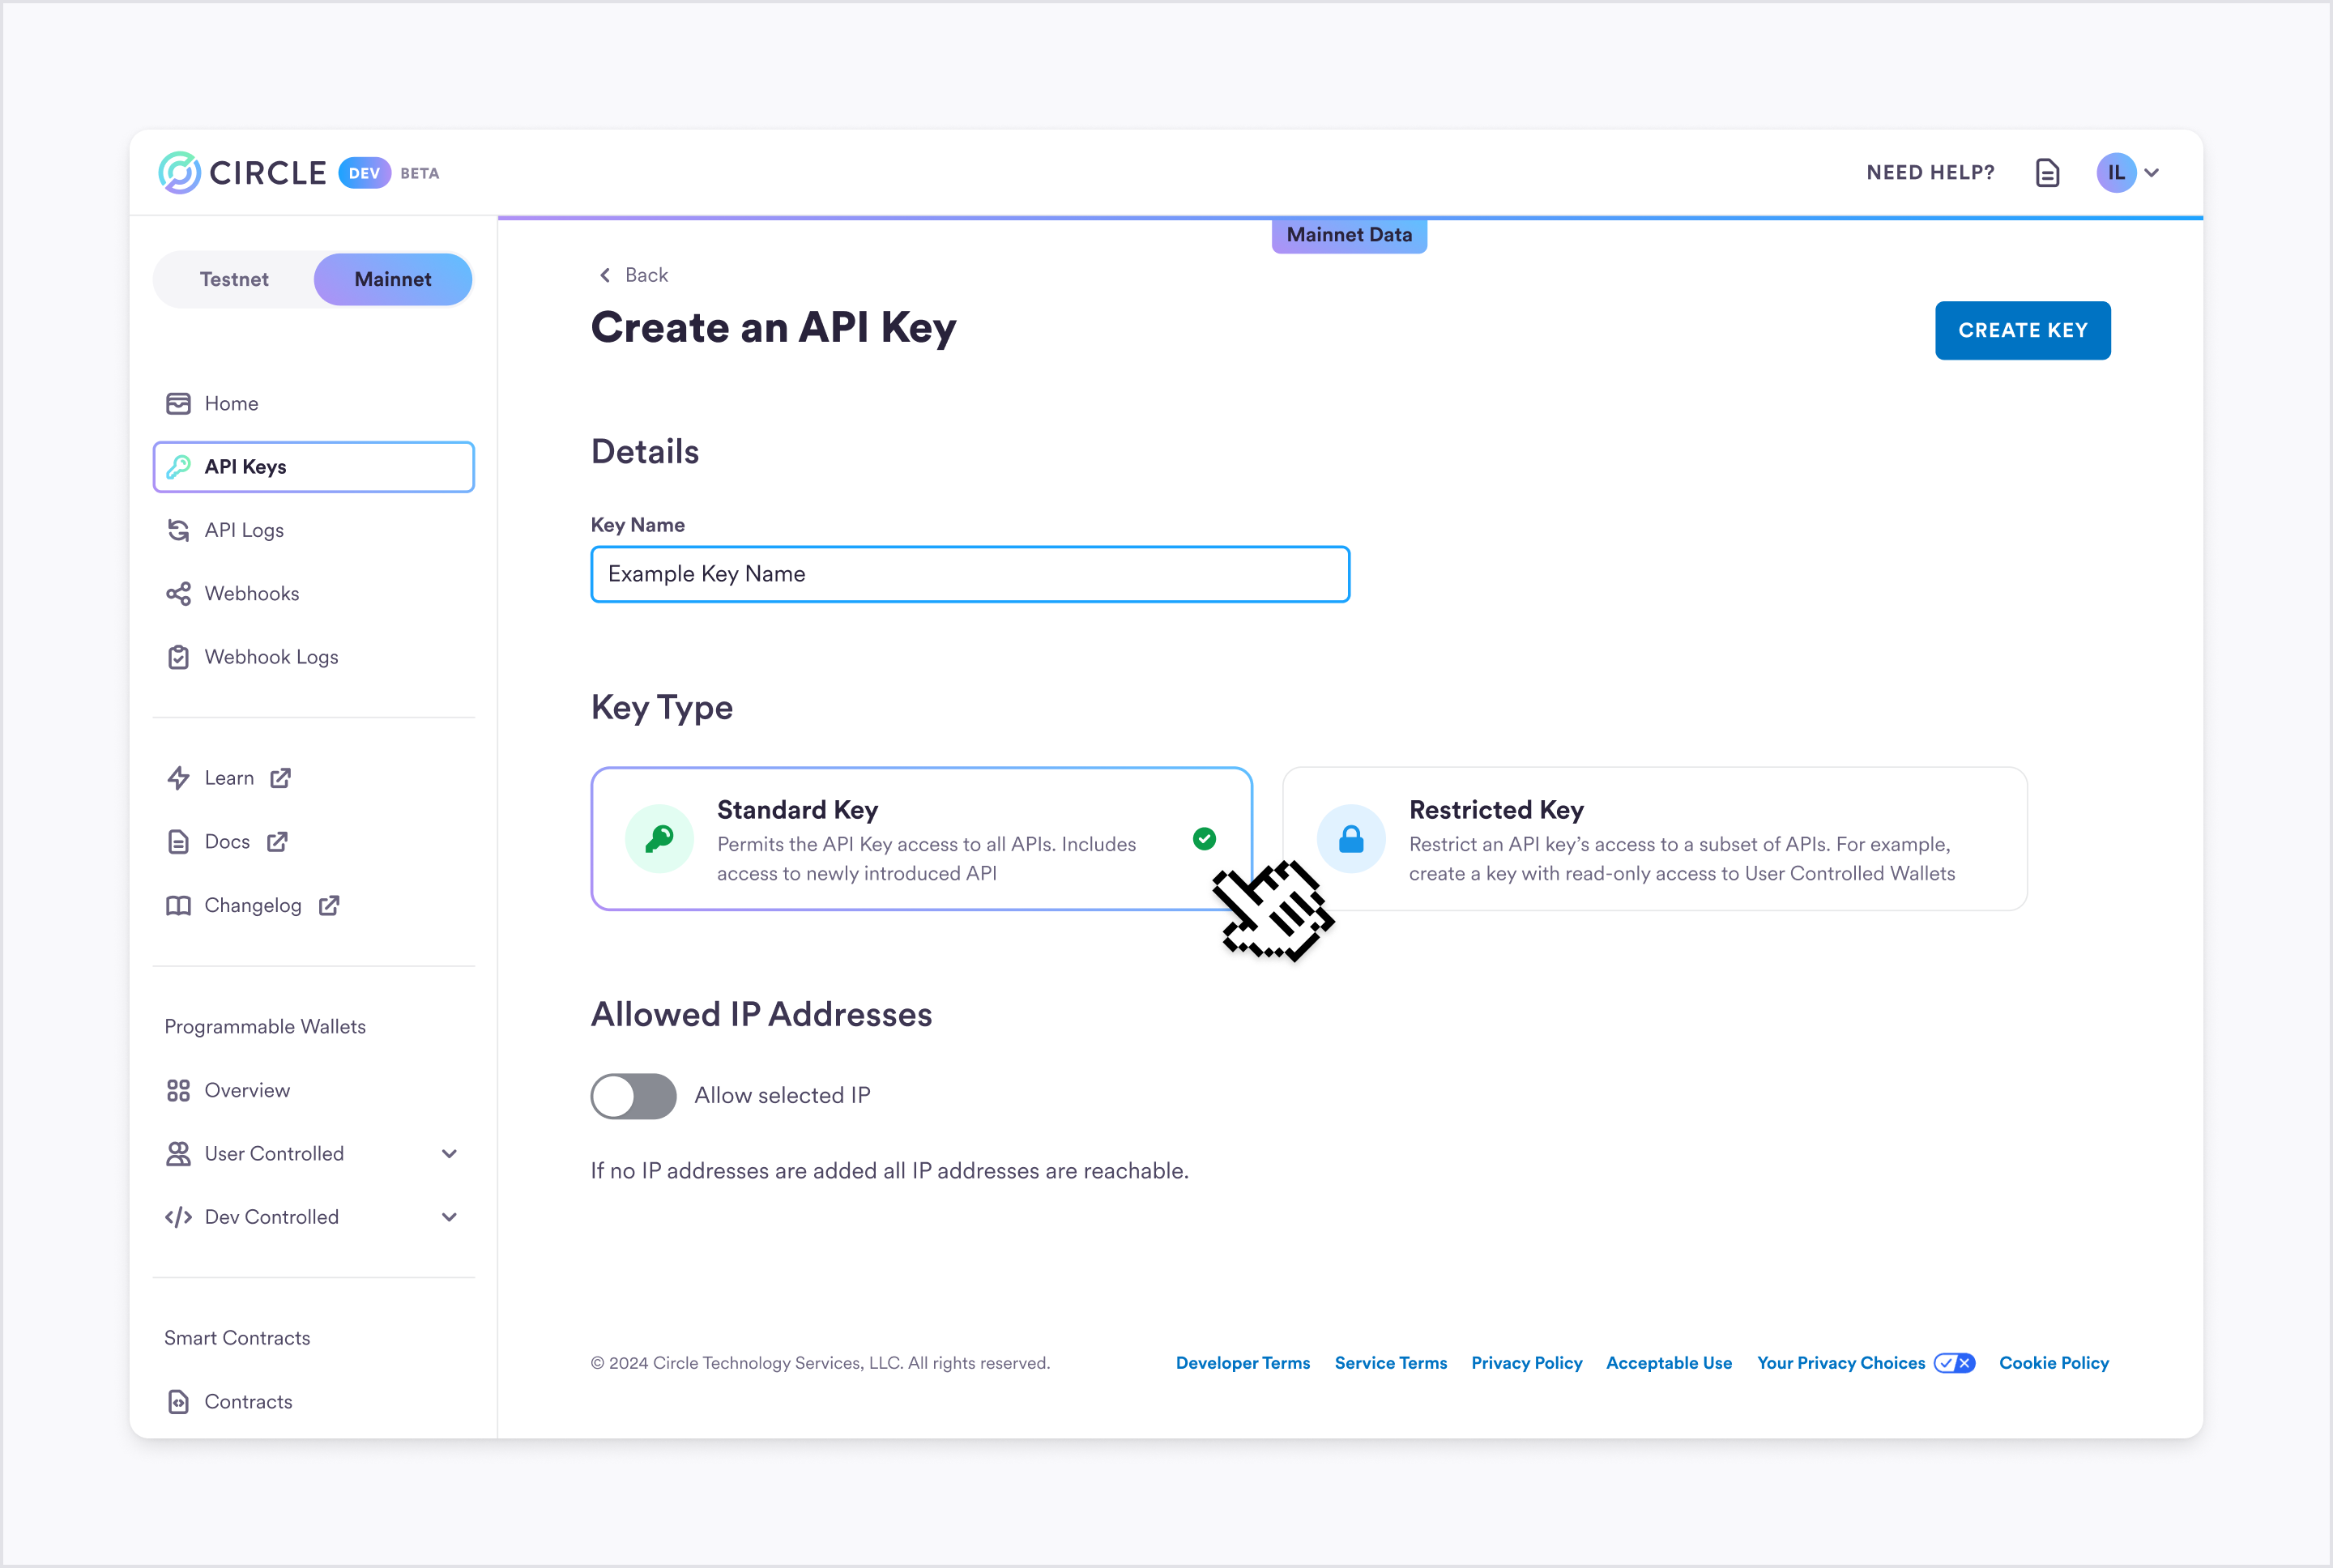 CIRCLE DEV BETA
NEED HELP?
IL
Testnet
Mainnet
Mainnet Data
Home
API Keys
API Logs
Webhooks
Webhook Logs
Learn
Docs
Changelog
Programmable Wallets
Overview
User Controlled
Dev Controlled
Smart Contracts
Contracts
Back
Create an API Key
CREATE KEY
Details
Key Name
Example Key Name
Key Type
Standard Key
Permits the API Key access to all APIs. Includes
access to newly introduced API
Restricted Key
Restrict an API key’s access to a subset of APIs. For example,
create a key with read-only access to User Controlled Wallets
Allowed IP Addresses
Allow selected IP
If no IP addresses are added all IP addresses are reachable.
© 2024 Circle Technology Services, LLC. All rights reserved.
Developer Terms
Service Terms
Privacy Policy
Acceptable Use
Your Privacy Choices
Cookie Policy